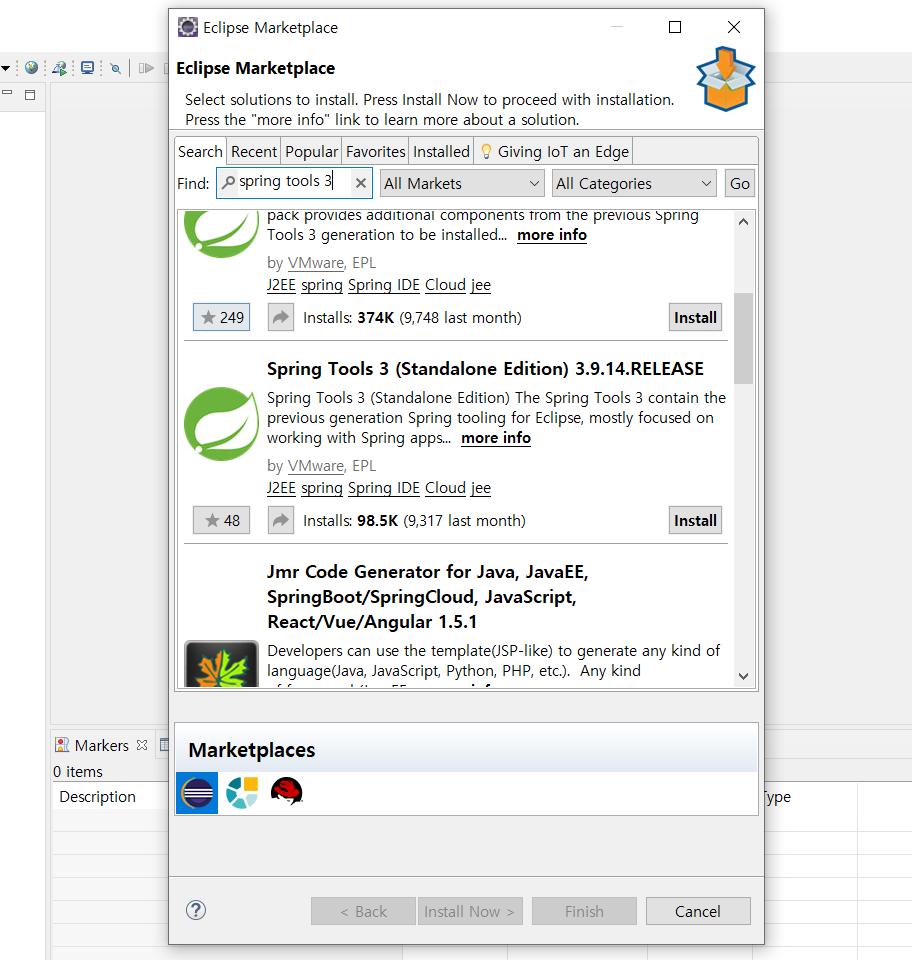 Eclipse Marketplace
Eclipse Marketplace
Select solutions to install. Press Install Now to proceed with installation.
Press the "more info" link to learn more about a solution.
Search Recent Popular Favorites Installed Giving IoT an Edge
Find: spring tools 3 All Markets All Categories Go
pack provides additional components from the previous Spring
Tools 3 generation to be installed... more info
by VMware, EPL
J2EE spring Spring IDE Cloud jee
249 Installs: 374K (9,748 last month) Install
Spring Tools 3 (Standalone Edition) 3.9.14.RELEASE
Spring Tools 3 (Standalone Edition) The Spring Tools 3 contain the
previous generation Spring tooling for Eclipse, mostly focused on
working with Spring apps... more info
by VMware, EPL
J2EE spring Spring IDE Cloud jee
48 Installs: 98.5K (9,317 last month) Install
Jmr Code Generator for Java, JavaEE,
SpringBoot/SpringCloud, JavaScript,
React/Vue/Angular 1.5.1
Developers can use the template(JSP-like) to generate any kind of
language(Java, JavaScript, Python, PHP, etc.). Any kind
Marketplaces
Markers
0 items
Description
Type
? < Back Install Now > Finish Cancel